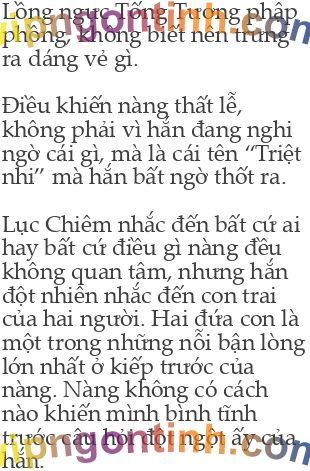 Lồng ngực Tống Tương phập
phồng, không biết nên trưng
ra dáng vẻ gì.
Điều khiến nàng thất lễ,
không phải vì hắn đang nghi
ngờ cái gì, mà là cái tên “Triệt
nhi” mà hắn bất ngờ thốt ra.
Lục Chiêm nhắc đến bất cứ ai
hay bất cứ điều gì nàng đều
không quan tâm, nhưng hắn
đột nhiên nhắc đến con trai
của hai người. Hai đứa con là
một trong những nỗi bận lòng
lớn nhất ở kiếp trước của
nàng. Nàng không có cách
nào khiến mình bình tĩnh
trước câu hỏi đột ngột ấy của
hắn.
vipngontinh.com
vipngontinh.com